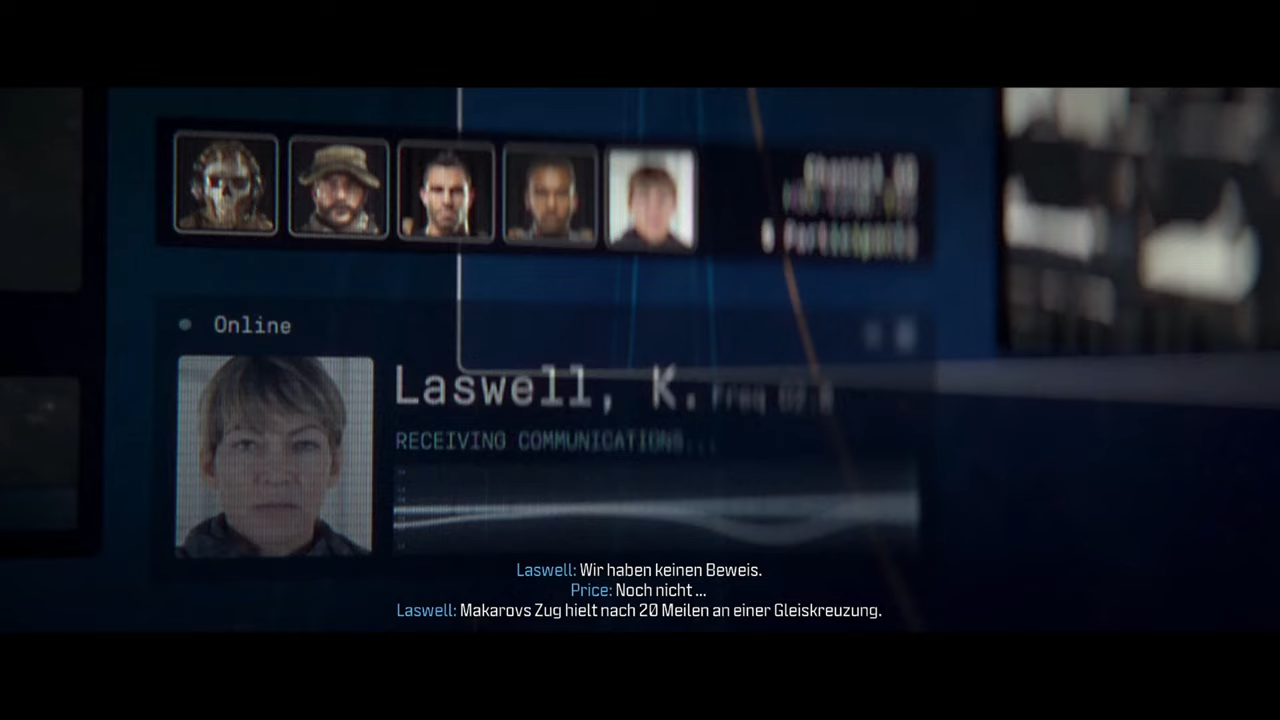 Online
Laswell, K.
RECEIVING COMMUNICATIONS...
Laswell: Wir haben keinen Beweis.
Price: Noch nicht ...
Laswell: Makarovs Zug hielt nach 20 Meilen an einer Gleiskreuzung.